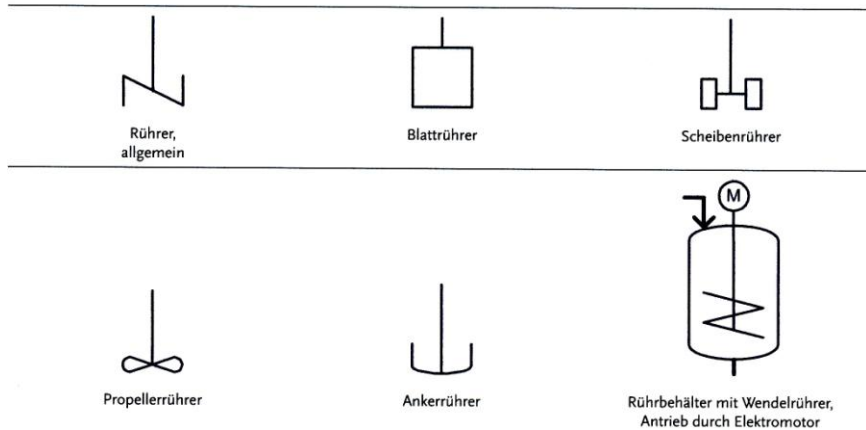 Rührer,
allgemein
Blattrührer
Scheibenrührer
M
Propellerrührer
Ankerrührer
Rührbehälter mit Wendelrührer,
Antrieb durch Elektromotor